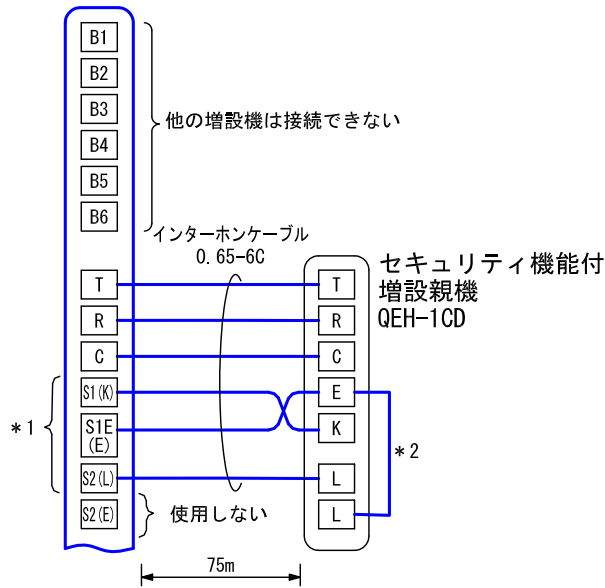 B1
B2
B3
B4
B5
B6
他の増設機は接続できない
インターホンケーブル
0.65-6C
セキュリティ機能付
増設親機
QEH-1CD
T
R
C
S1(K)
S1E
(E)
S2(L)
S2(E)
*1
使用しない
T
R
C
E
K
L
L
*2
75m